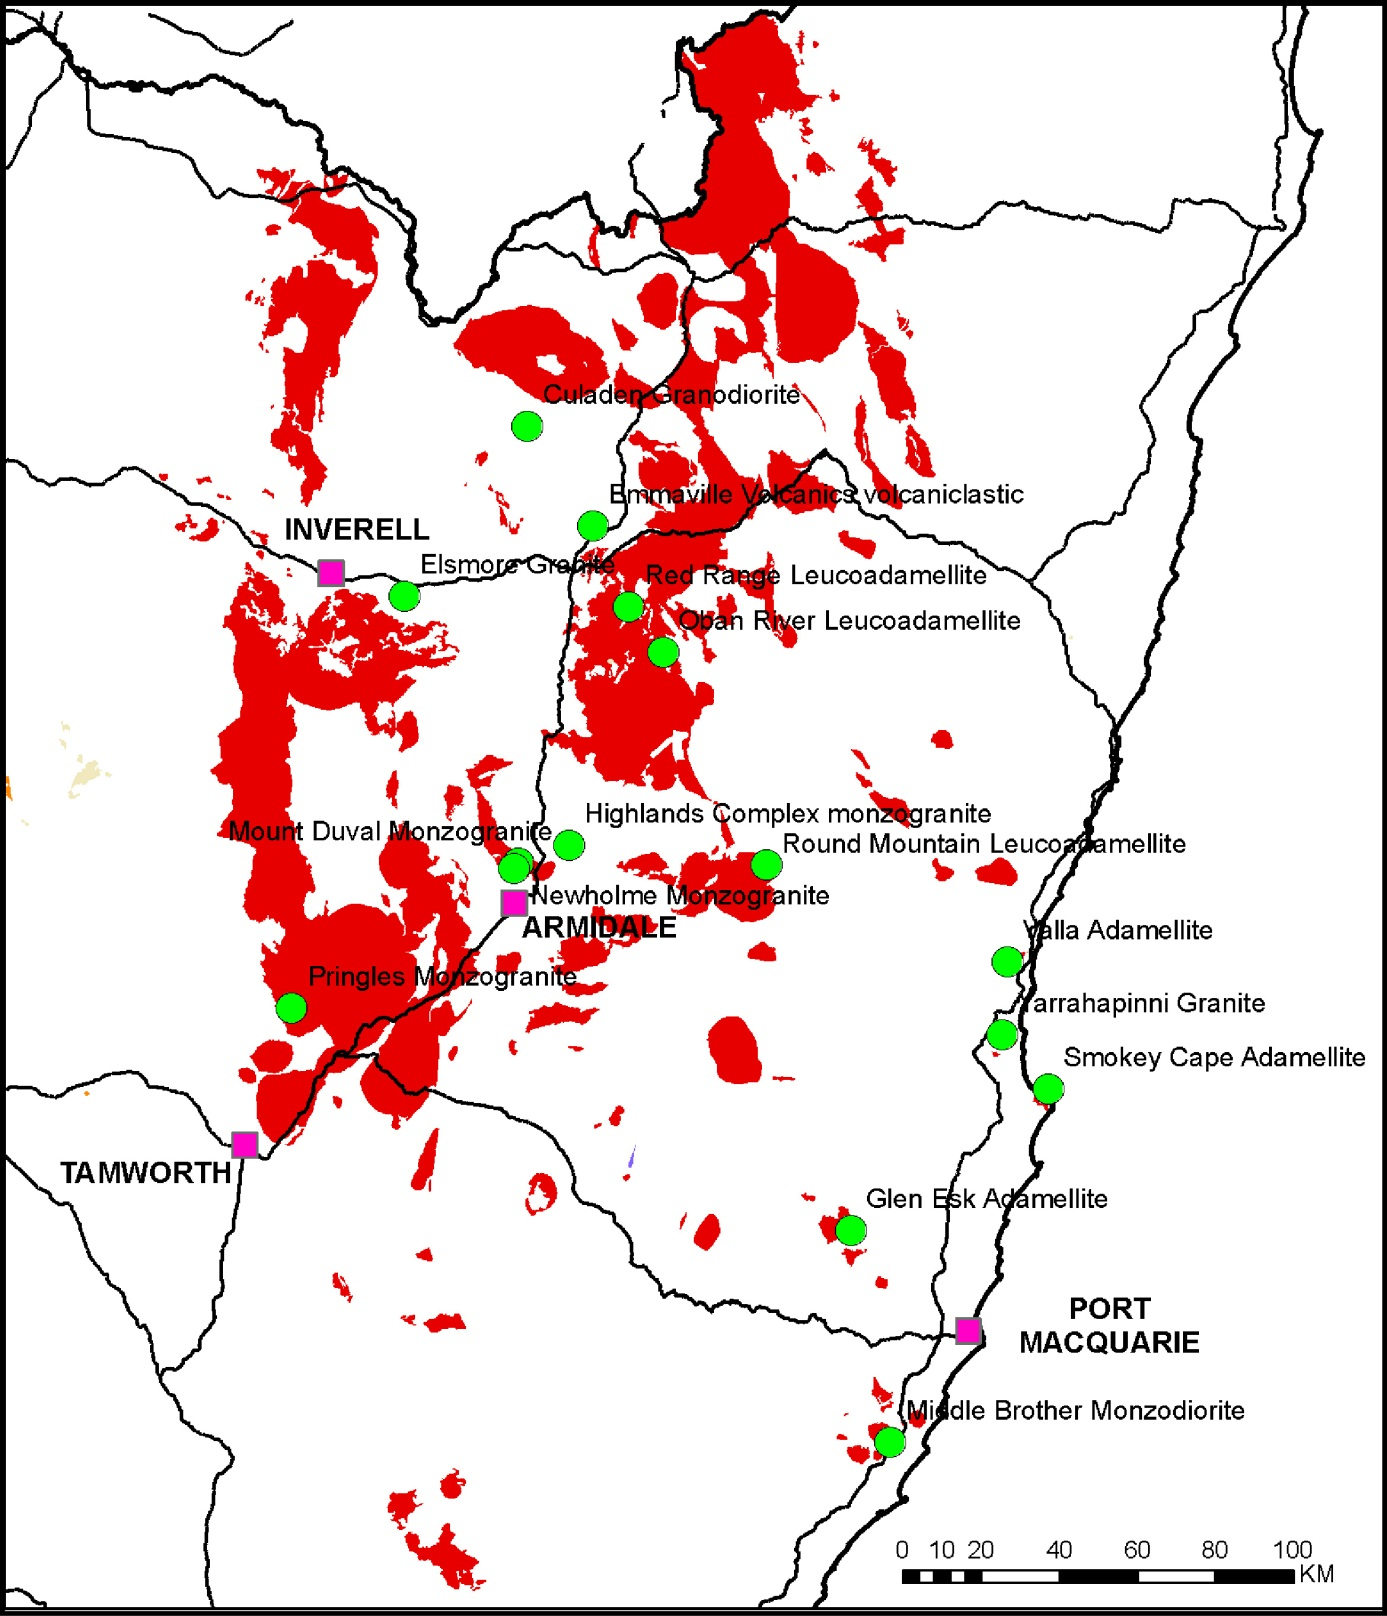 Culaden Granodiorite
Emmaville Volcanics volcaniclastic
INVERELL
Elsmore Granite
Red Range Leucoadamellite
Oban River Leucoadamellite
Highlands Complex monzogranite
Mount Duval Monzogranite
Round Mountain Leucoadamellite
Newholme Monzogranite
ARMIDALE
Valla Adamellite
Pringles Monzogranite
Yarrahapinni Granite
Smokey Cape Adamellite
TAMWORTH
Glen Esk Adamellite
PORT
MACQUARIE
Middle Brother Monzodiorite
0 10 20 40 60 80 100
KM